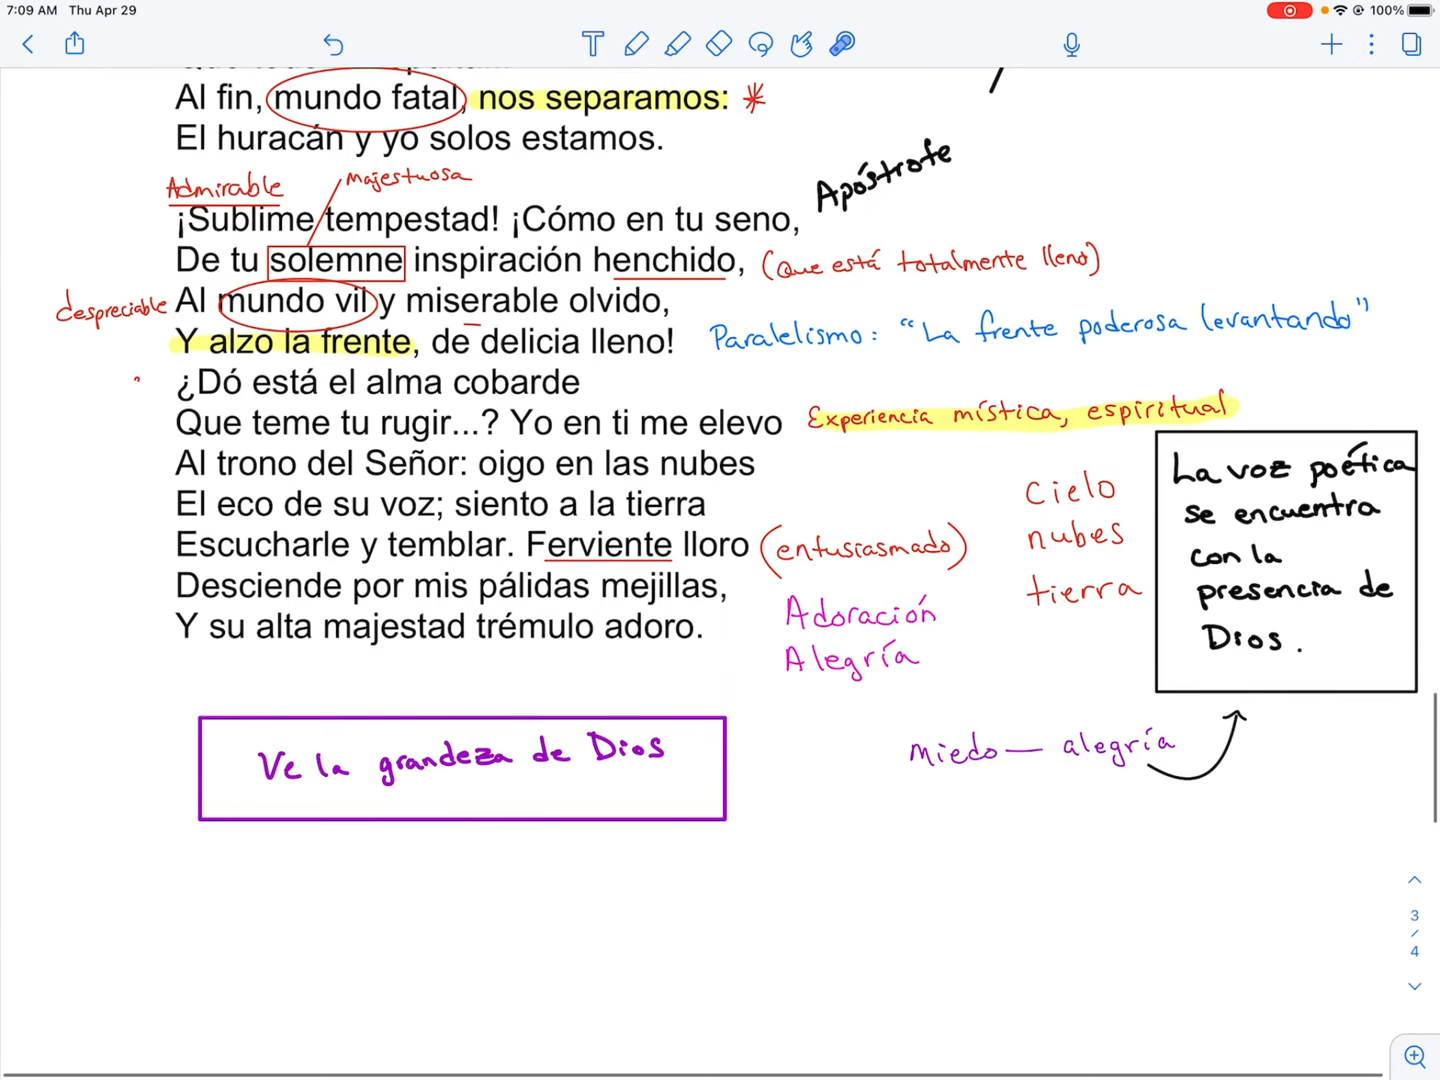 7:09 AM Thu Apr 29
100%
Al fin, mundo fatal, nos separamos: *
El huracán y yo solos estamos.
Apóstrofe
Admirable
majestuosa
¡Sublime tempestad! ¡Cómo en tu seno,
De tu solemne inspiración henchido, (Que está totalmente lleno)
despreciable Al mundo vil y miserable olvido,
Y alzo la frente, de delicia lleno! Paralelismo: "La frente poderosa levantando"
¿Dó está el alma cobarde
Que teme tu rugir...? Yo en ti me elevo Experiencia mística, espiritual
Al trono del Señor: oigo en las nubes
El eco de su voz; siento a la tierra
Escucharle y temblar. Ferviente lloro (entusiasmado)
Desciende por mis pálidas mejillas,
Y su alta majestad trémulo adoro.
Adoración
Alegría
Cielo
nubes
tierra
La voz poética
se encuentra
con la
presencia de
Dios.
Ve la grandeza de Dios
Miedo — alegría
3
/
4